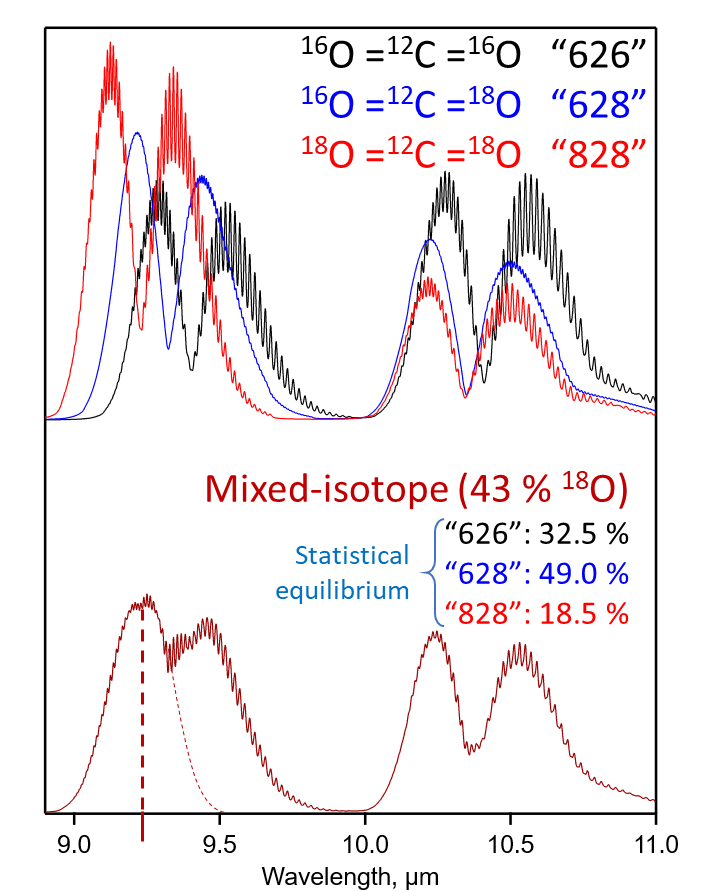 ¹⁶O =¹²C =¹⁶O “626”
¹⁶O =¹²C =¹⁸O “628”
¹⁸O =¹²C =¹⁸O “828”
Mixed-isotope (43 % ¹⁸O)
“626”: 32.5 %
Statistical
equilibrium
“628”: 49.0 %
“828”: 18.5 %
9.0 9.5 10.0 10.5 11.0
Wavelength, μm